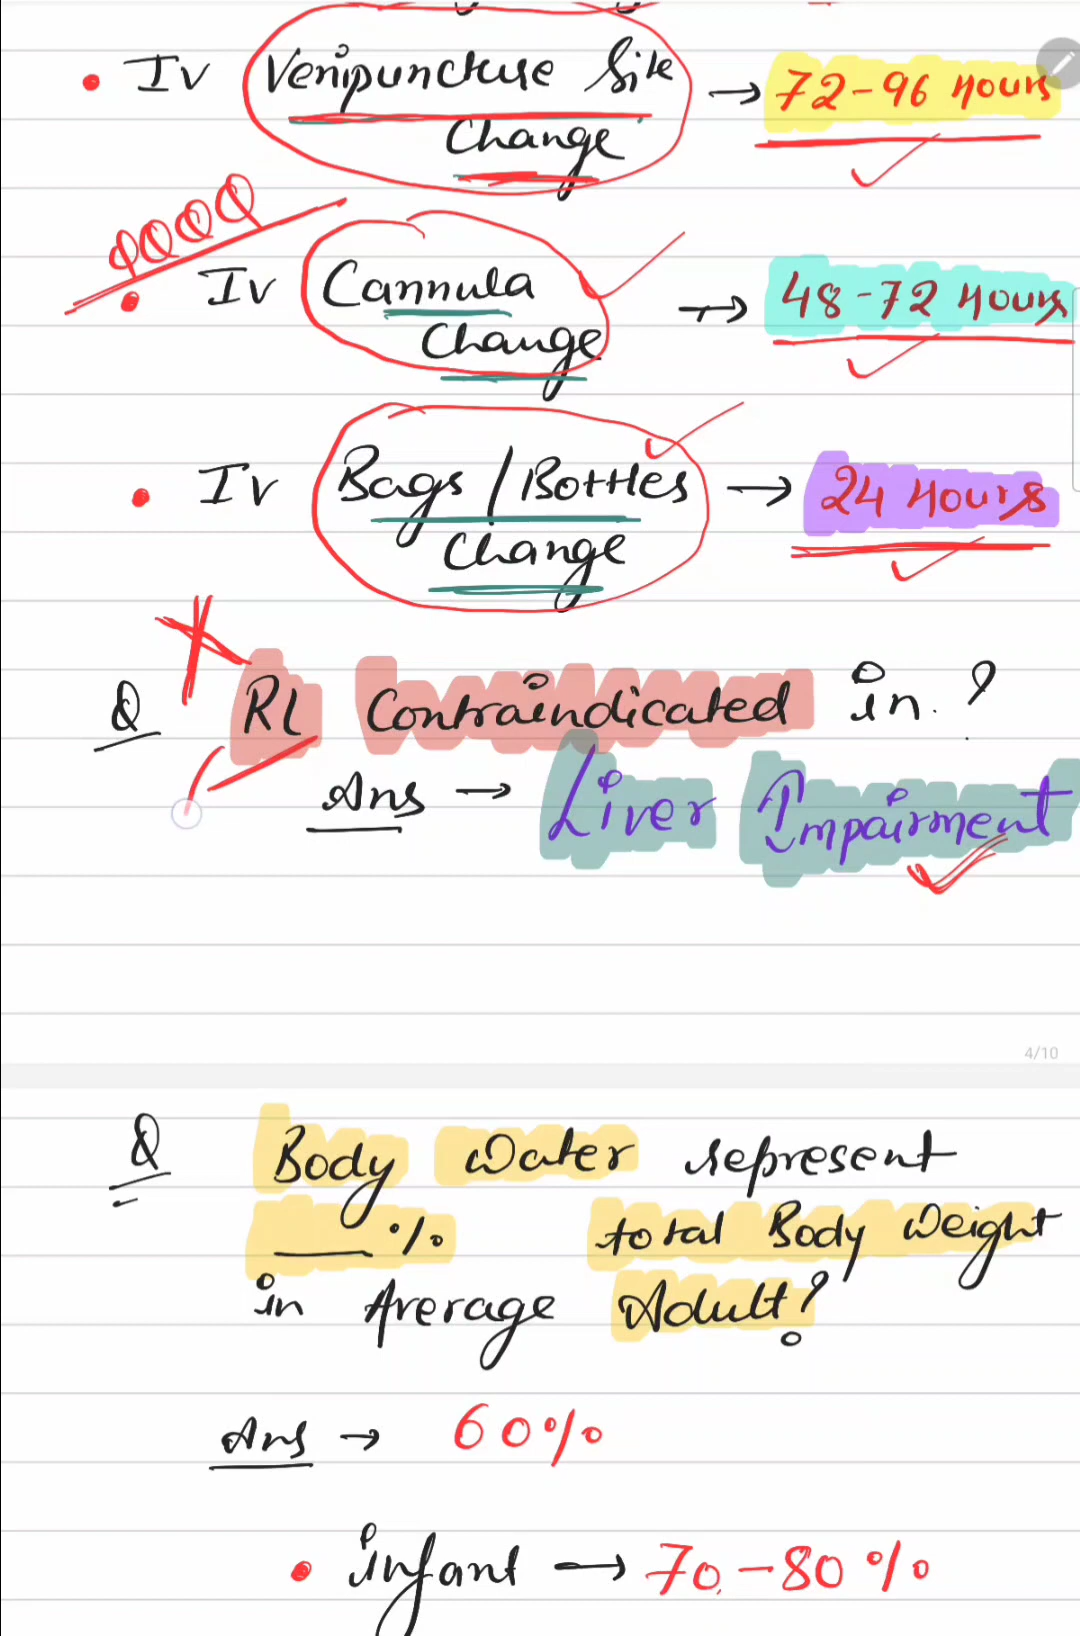 • IV Venipuncture Site → 72-96 Hours
Change
QQQQ
• IV Cannula → 48-72 Hours
Change
• IV Bags/Bottles → 24 Hours
Change
Q RL Contraindicated in.?
Ans → Liver Impairment
4/10
Q Body Water represent
___% total Body Weight
in Average Adult?
Ans → 60%
• infant → 70-80%